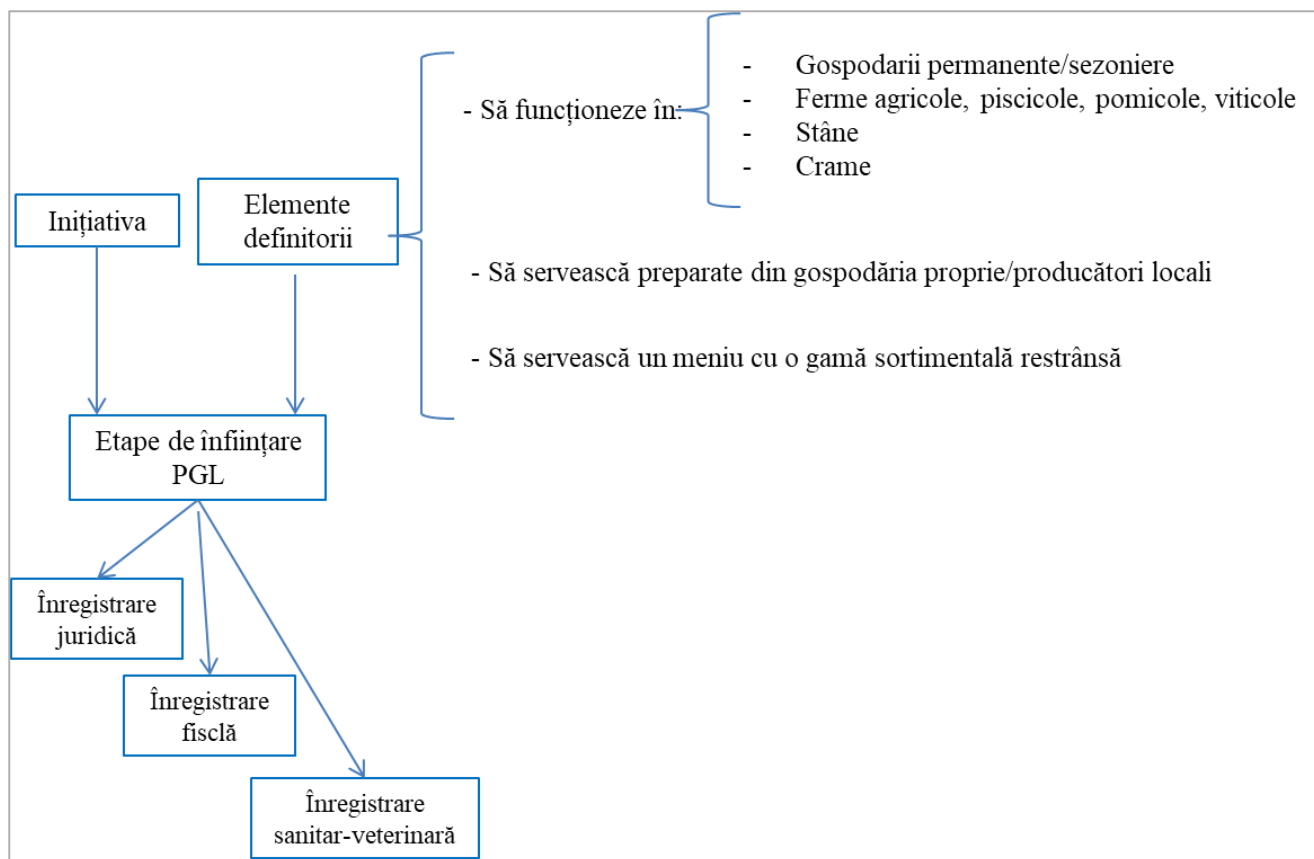 - Gospodarii permanente/sezoniere
- Ferme agricole, piscicole, pomicole, viticole
- Stâne
- Crame
- Să funcționeze în:
Inițiativa
Elemente
definitorii
- Să servească preparate din gospodăria proprie/producători locali
- Să servească un meniu cu o gamă sortimentală restrânsă
Etape de înființare
PGL
Înregistrare
juridică
Înregistrare
fisclă
Înregistrare
sanitar-veterinară